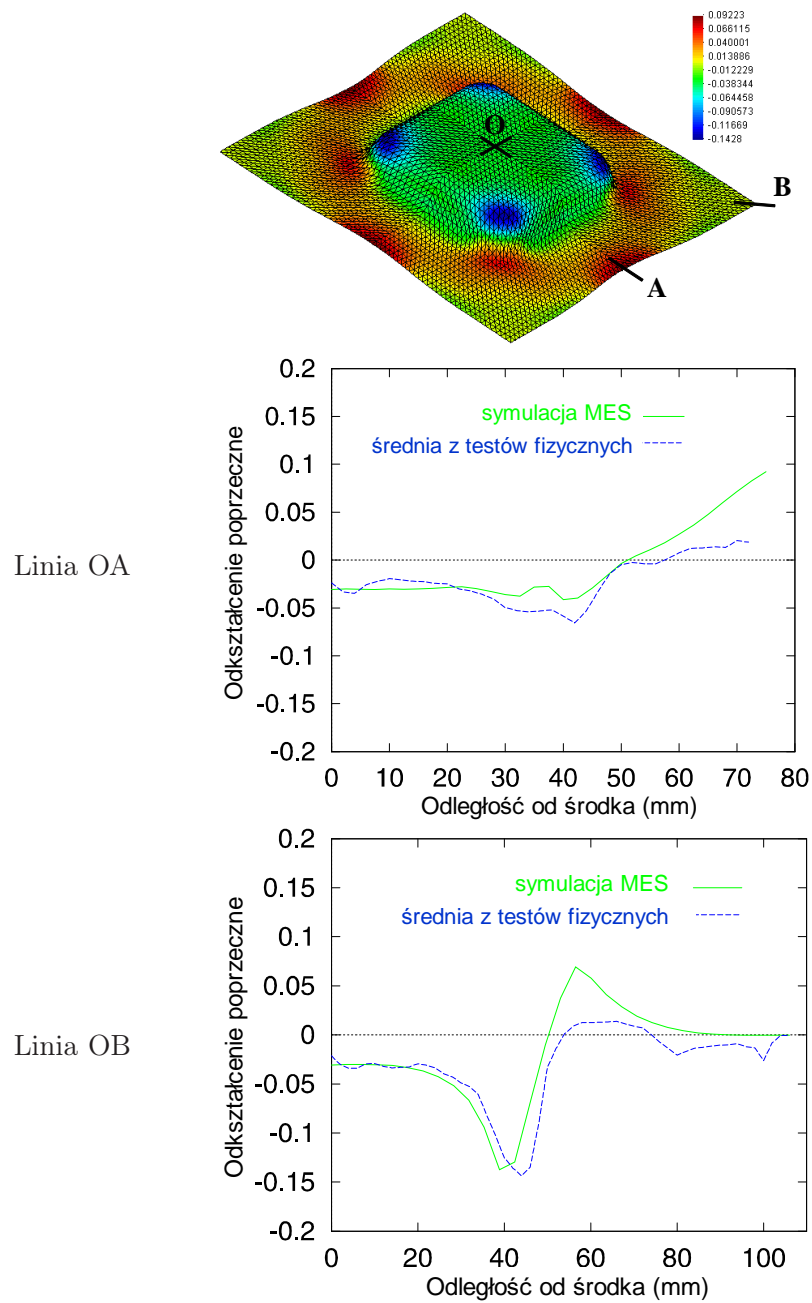 0.09223
0.066115
0.040001
0.013886
-0.012229
-0.038344
-0.064458
-0.090573
-0.11669
-0.1428
O
B
A
Linia OA
Odkształcenie poprzeczne
0.2
0.15
0.1
0.05
0
-0.05
-0.1
-0.15
-0.2
symulacja MES
średnia z testów fizycznych
0 10 20 30 40 50 60 70 80
Odległość od środka (mm)
Linia OB
Odkształcenie poprzeczne
0.2
0.15
0.1
0.05
0
-0.05
-0.1
-0.15
-0.2
symulacja MES
średnia z testów fizycznych
0 20 40 60 80 100
Odległość od środka (mm)